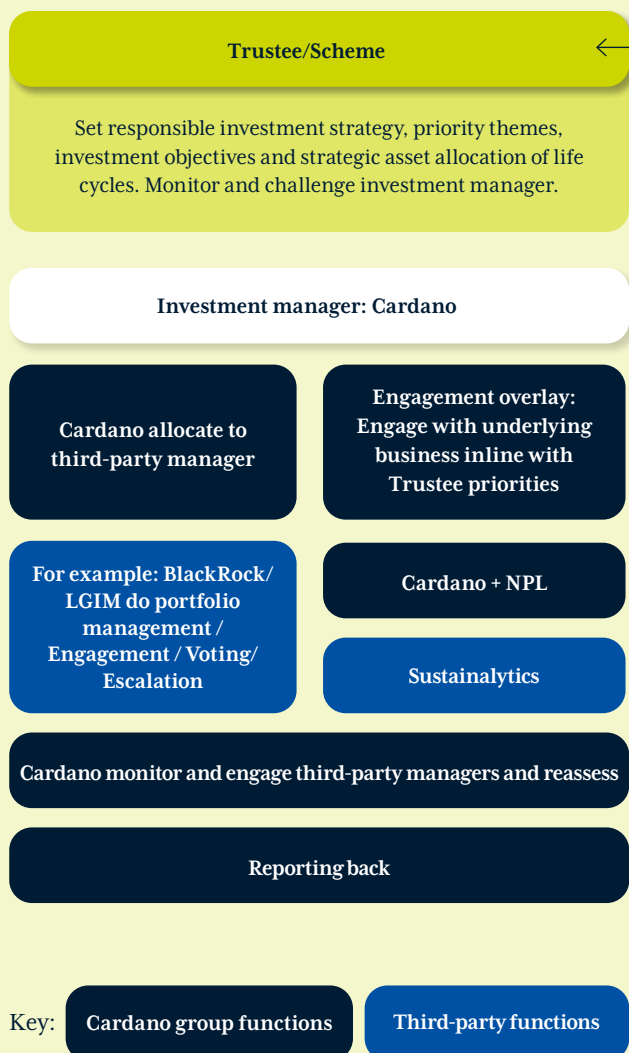 Trustee/Scheme
Set responsible investment strategy, priority themes,
investment objectives and strategic asset allocation of life
cycles. Monitor and challenge investment manager.
Investment manager: Cardano
Cardano allocate to
third-party manager
Engagement overlay:
Engage with underlying
business inline with
Trustee priorities
For example: BlackRock/
LGIM do portfolio
management /
Engagement / Voting/
Escalation
Cardano + NPL
Sustainalytics
Cardano monitor and engage third-party managers and reassess
Reporting back
Key:
Cardano group functions
Third-party functions